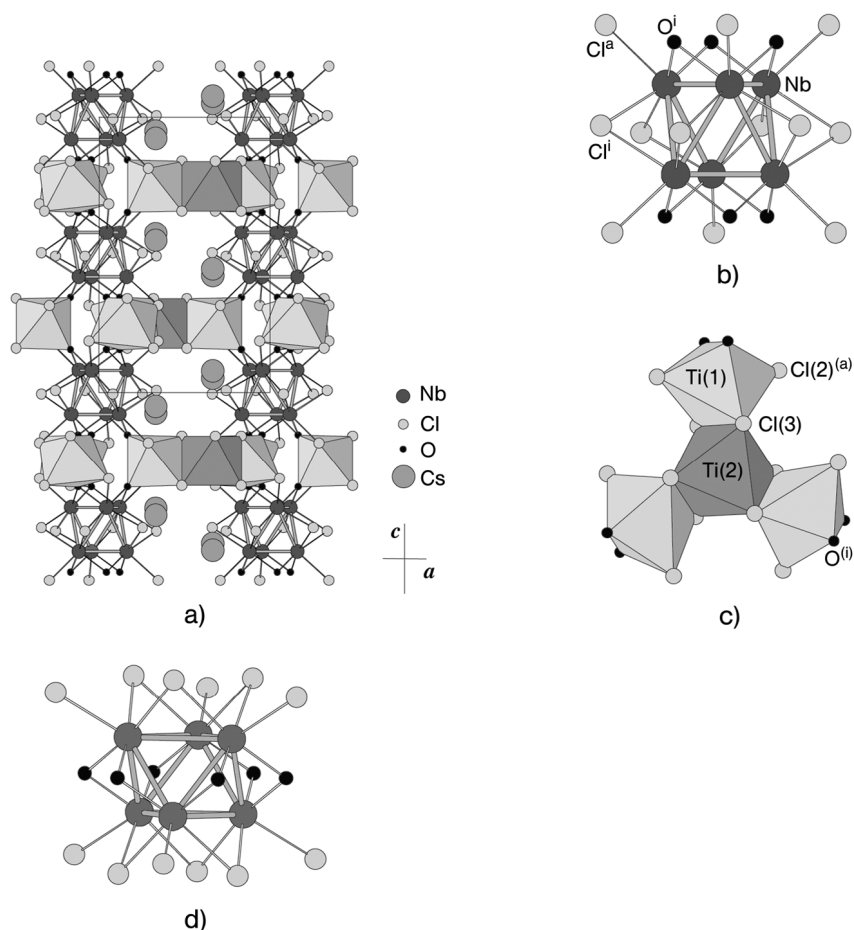 Nb
Cl
O
Cs
c
a
a)
Clᵃ
Oⁱ
Nb
Clⁱ
b)
Ti(1)
Cl(2)⁽ᵃ⁾
Cl(3)
Ti(2)
O⁽ⁱ⁾
c)
d)